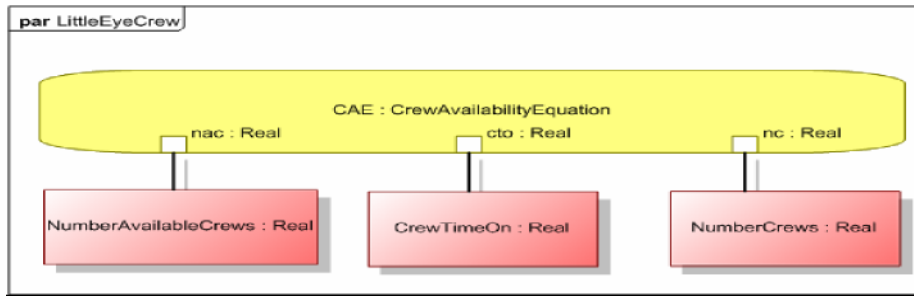 par LittleEyeCrew
CAE : CrewAvailabilityEquation
nac : Real cto : Real nc : Real
NumberAvailableCrews : Real CrewTimeOn : Real NumberCrews : Real